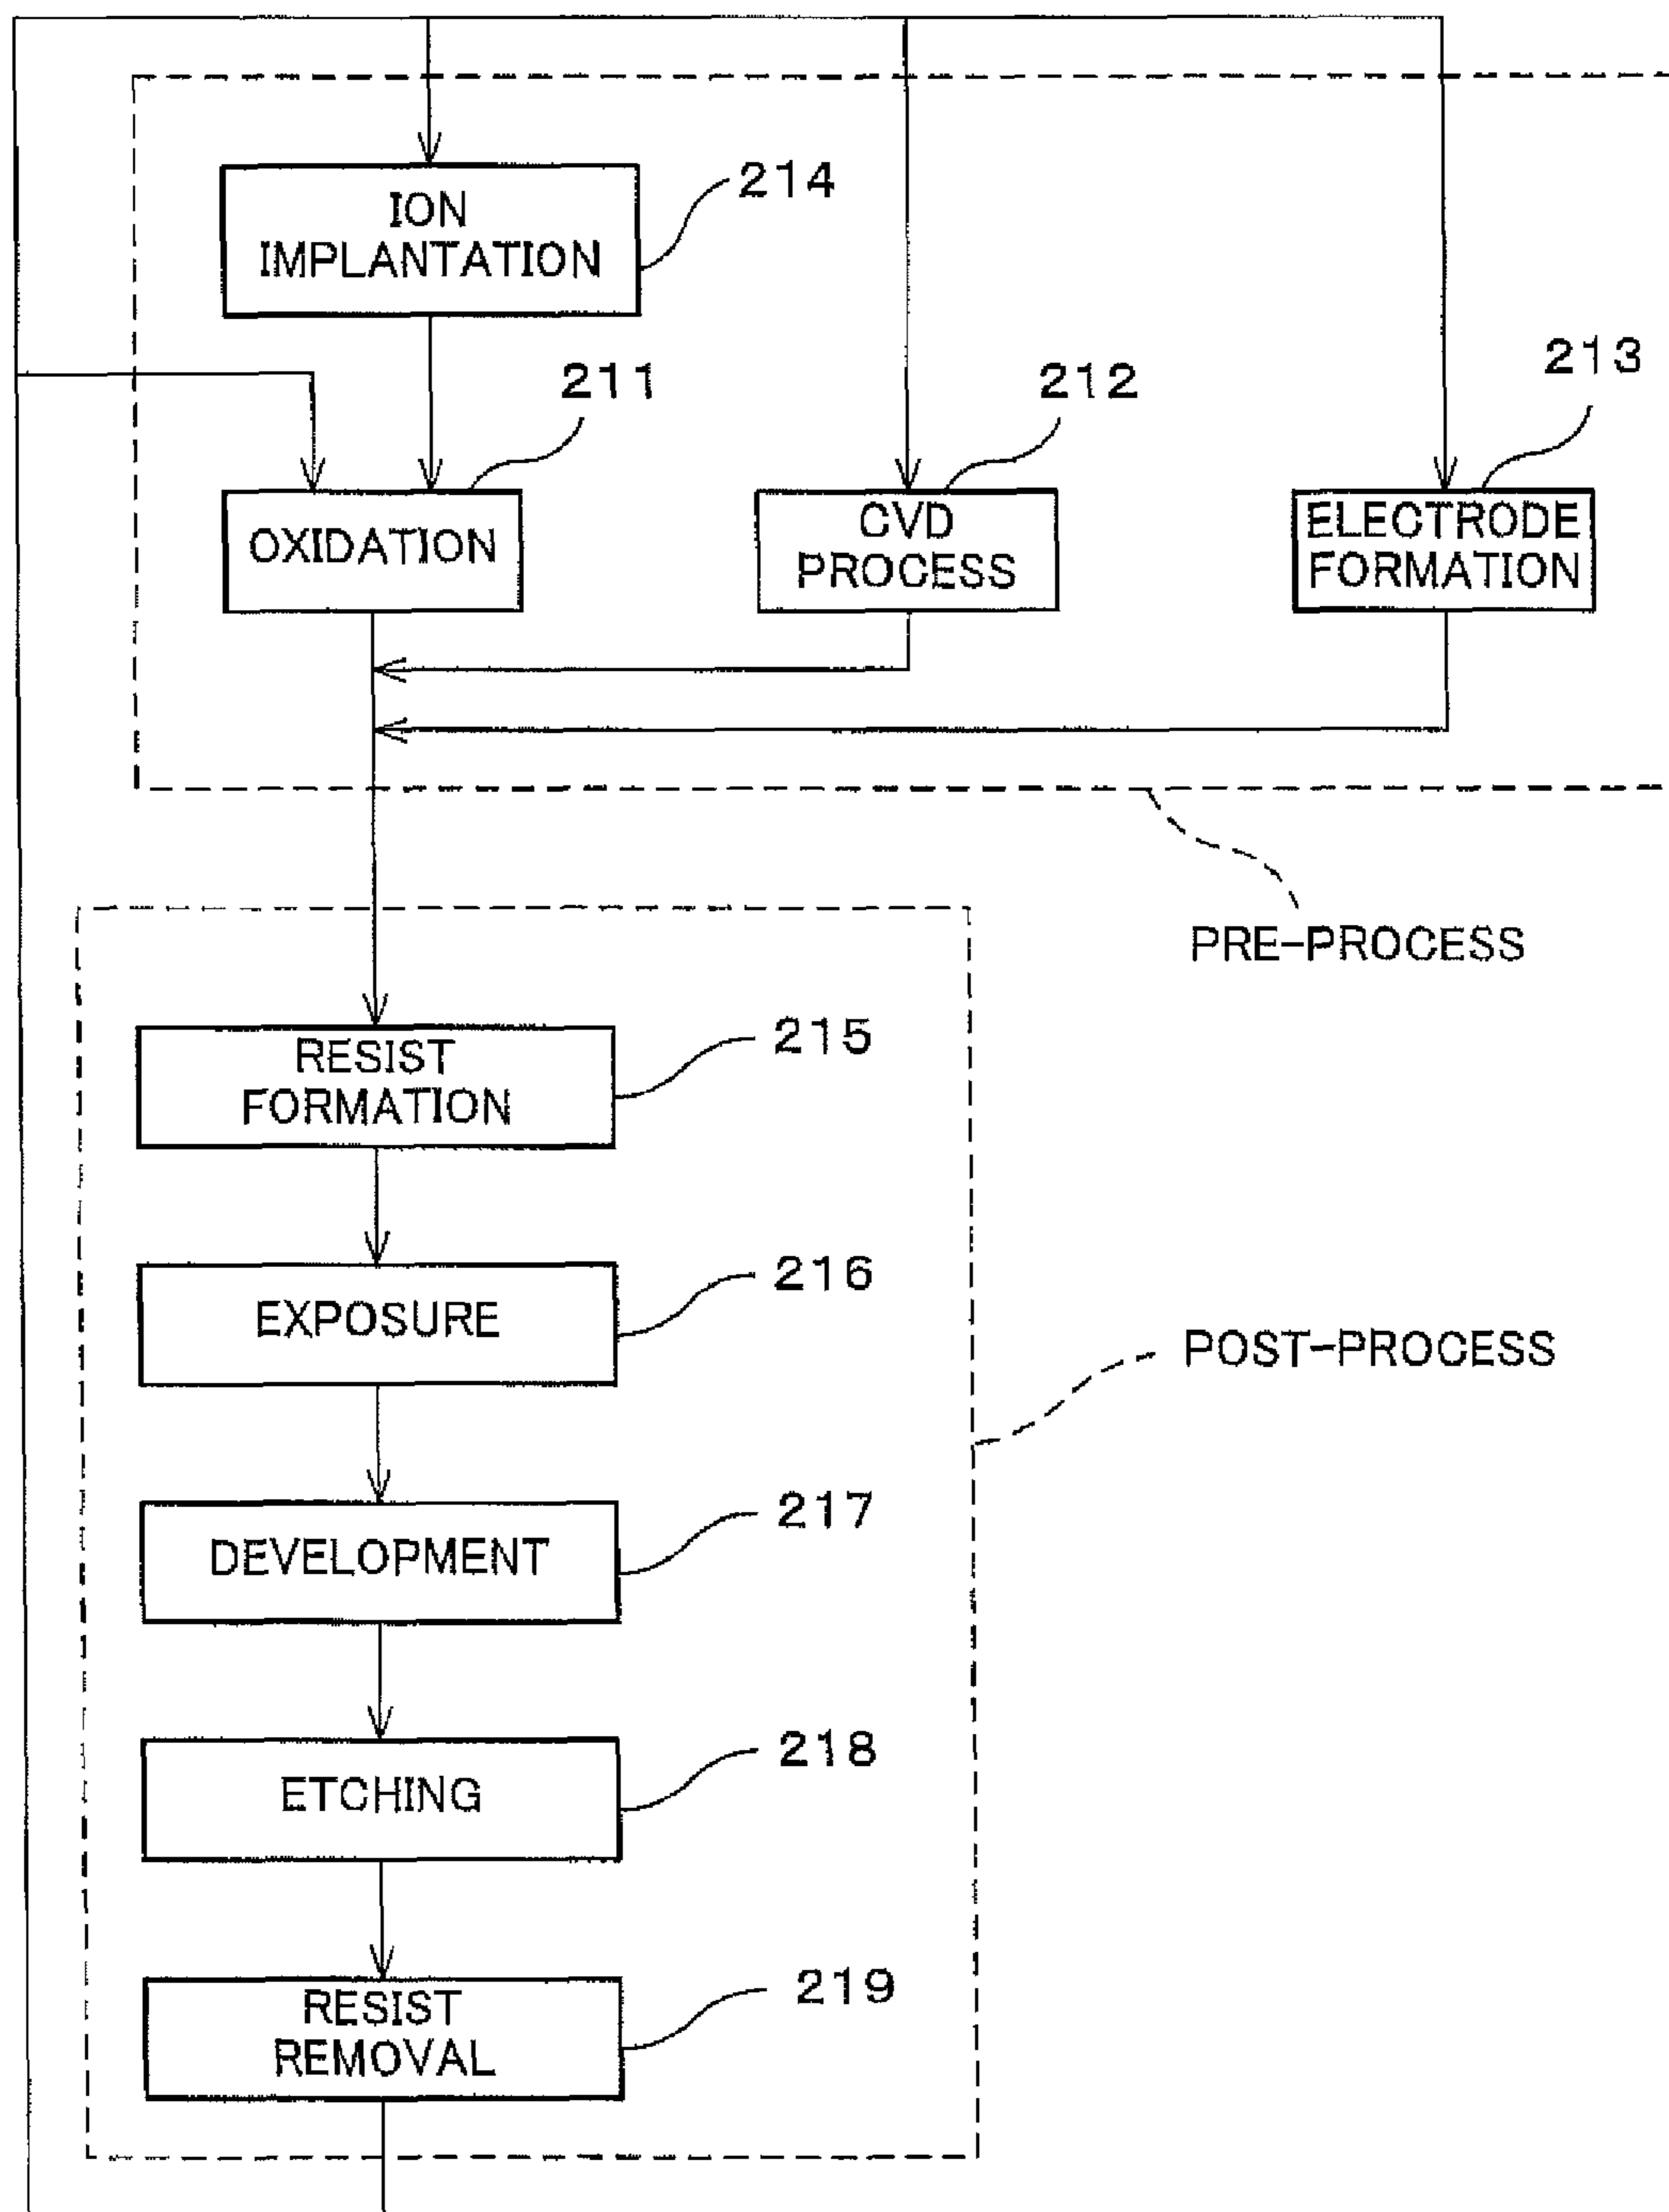 214
ION
IMPLANTATION
213
211
212
OXIDATION
CVD
PROCESS
ELECTRODE
FORMATION
PRE-PROCESS
215
RESIST
FORMATION
216
EXPOSURE
POST-PROCESS
217
DEVELOPMENT
218
ETCHING
219
RESIST
REMOVAL